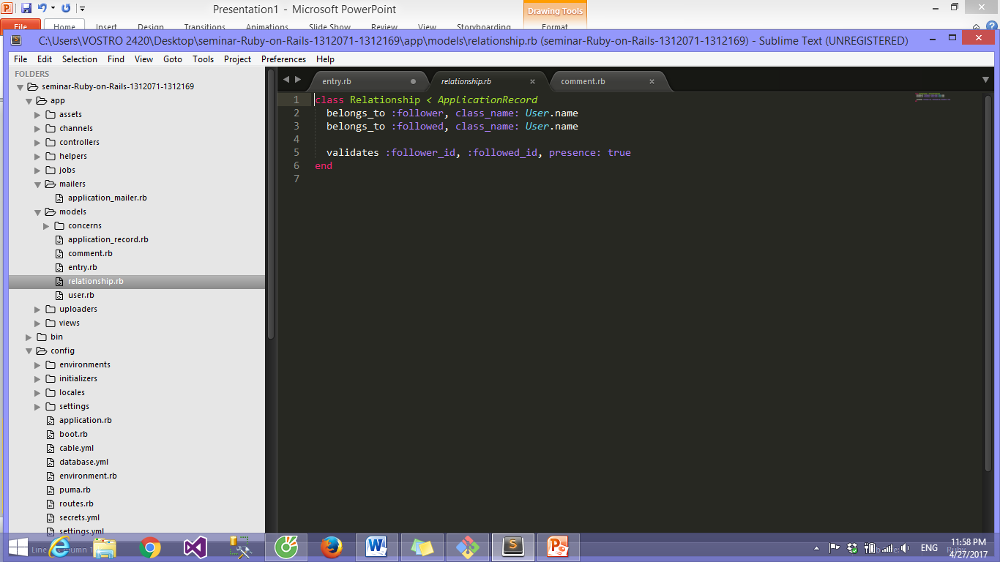 Presentation1 - Microsoft PowerPoint
Drawing Tools
File Home Insert Design Transitions Animations Slide Show Review View Storyboarding Format
C:\Users\VOSTRO 2420\Desktop\seminar-Ruby-on-Rails-1312071-1312169\app\models\relationship.rb (seminar-Ruby-on-Rails-1312071-1312169) - Sublime Text (UNREGISTERED)
File Edit Selection Find View Goto Tools Project Preferences Help
FOLDERS
seminar-Ruby-on-Rails-1312071-1312169
app
assets
channels
controllers
helpers
jobs
mailers
application_mailer.rb
models
concerns
application_record.rb
comment.rb
entry.rb
relationship.rb
user.rb
uploaders
views
bin
config
environments
initializers
locales
settings
application.rb
boot.rb
cable.yml
database.yml
environment.rb
puma.rb
routes.rb
secrets.yml
settings.yml
entry.rb relationship.rb comment.rb
1 class Relationship < ApplicationRecord
2 belongs_to :follower, class_name: User.name
3 belongs_to :followed, class_name: User.name
4
5 validates :follower_id, :followed_id, presence: true
6 end
7
Line Column 1
ENG
11:58 PM
4/27/2017